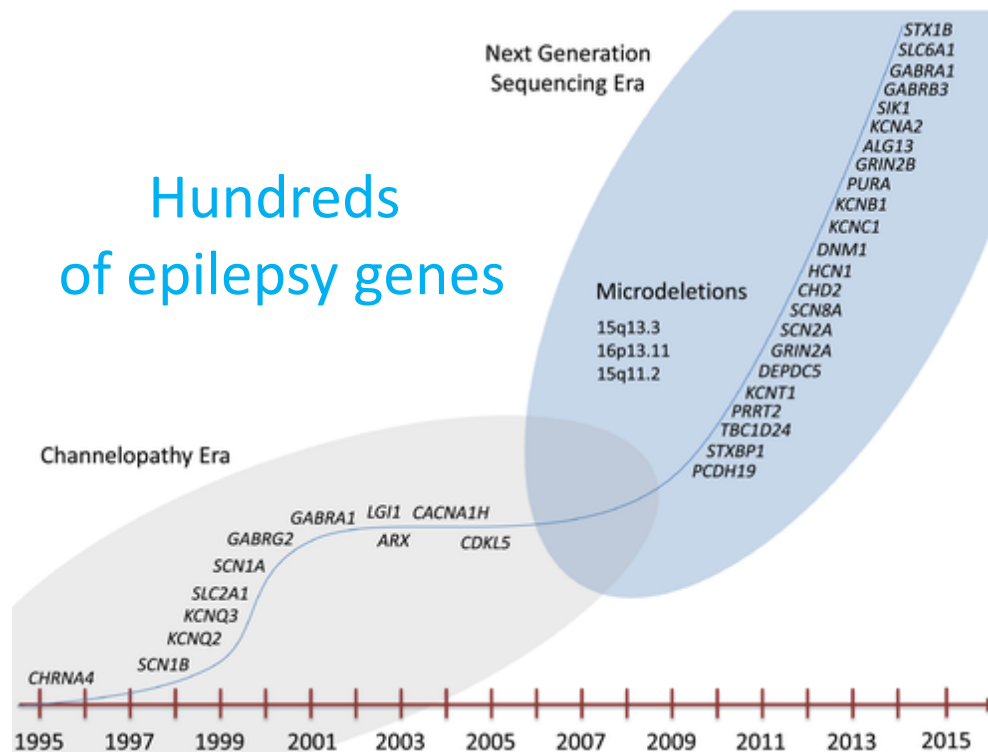 Next Generation
Sequencing Era
Hundreds
of epilepsy genes
STX1B
SLC6A1
GABRA1
GABRB3
SIK1
KCNA2
ALG13
GRIN2B
PURA
KCNB1
KCNC1
DNM1
HCN1
CHD2
SCN8A
SCN2A
GRIN2A
DEPDC5
KCNT1
PRRT2
TBC1D24
STXBP1
PCDH19
Microdeletions
15q13.3
16p13.11
15q11.2
Channelopathy Era
GABRA1 LGI1 CACNA1H
GABRG2 ARX CDKL5
SCN1A
SLC2A1
KCNQ3
KCNQ2
SCN1B
CHRNA4
1995 1997 1999 2001 2003 2005 2007 2009 2011 2013 2015